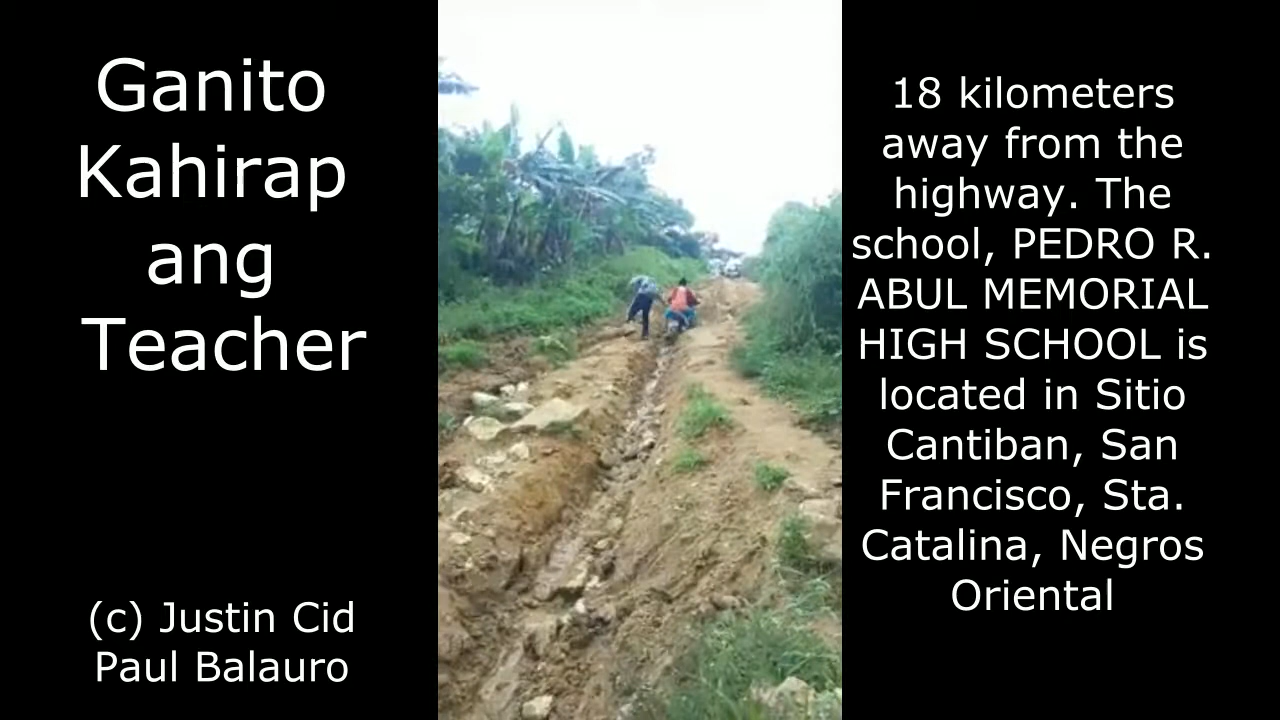 Ganito
Kahirap
ang
Teacher
(c) Justin Cid
Paul Balauro
18 kilometers
away from the
highway. The
school, PEDRO R.
ABUL MEMORIAL
HIGH SCHOOL is
located in Sitio
Cantiban, San
Francisco, Sta.
Catalina, Negros
Oriental